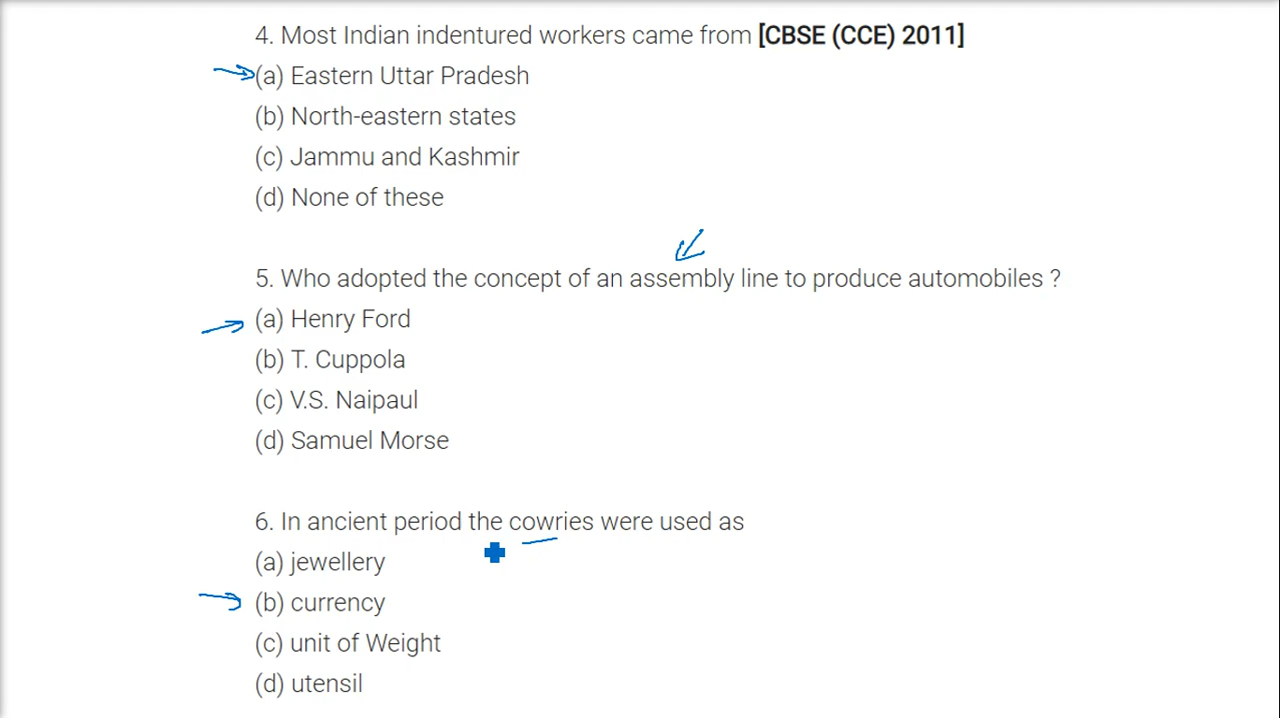 4. Most Indian indentured workers came from [CBSE (CCE) 2011]
(a) Eastern Uttar Pradesh
(b) North-eastern states
(c) Jammu and Kashmir
(d) None of these
5. Who adopted the concept of an assembly line to produce automobiles ?
(a) Henry Ford
(b) T. Cuppola
(c) V.S. Naipaul
(d) Samuel Morse
6. In ancient period the cowries were used as
(a) jewellery
(b) currency
(c) unit of Weight
(d) utensil